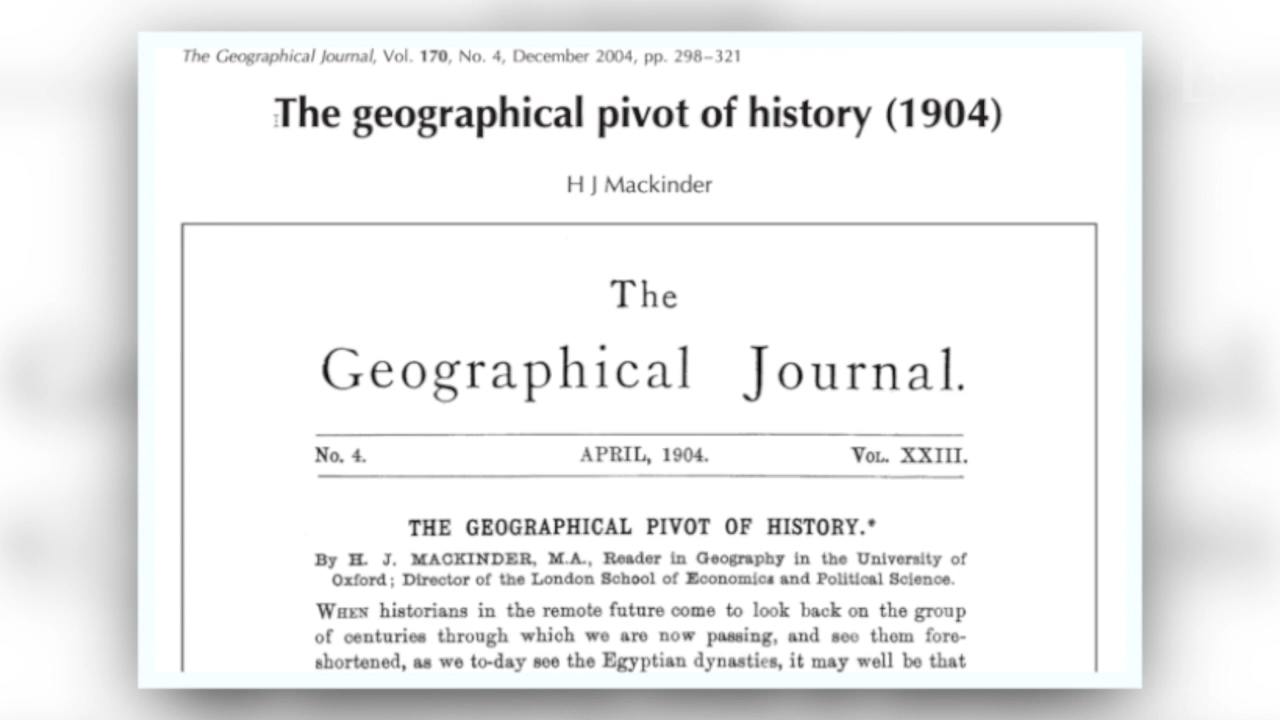 The Geographical Journal, Vol. 170, No. 4, December 2004, pp. 298–321
The geographical pivot of history (1904)
H J Mackinder
The
Geographical Journal.
No. 4. APRIL, 1904. VOL. XXIII.
THE GEOGRAPHICAL PIVOT OF HISTORY.*
By H. J. MACKINDER, M.A., Reader in Geography in the University of
Oxford; Director of the London School of Economics and Political Science.
WHEN historians in the remote future come to look back on the group
of centuries through which we are now passing, and see them fore-
shortened, as we to-day see the Egyptian dynasties, it may well be that